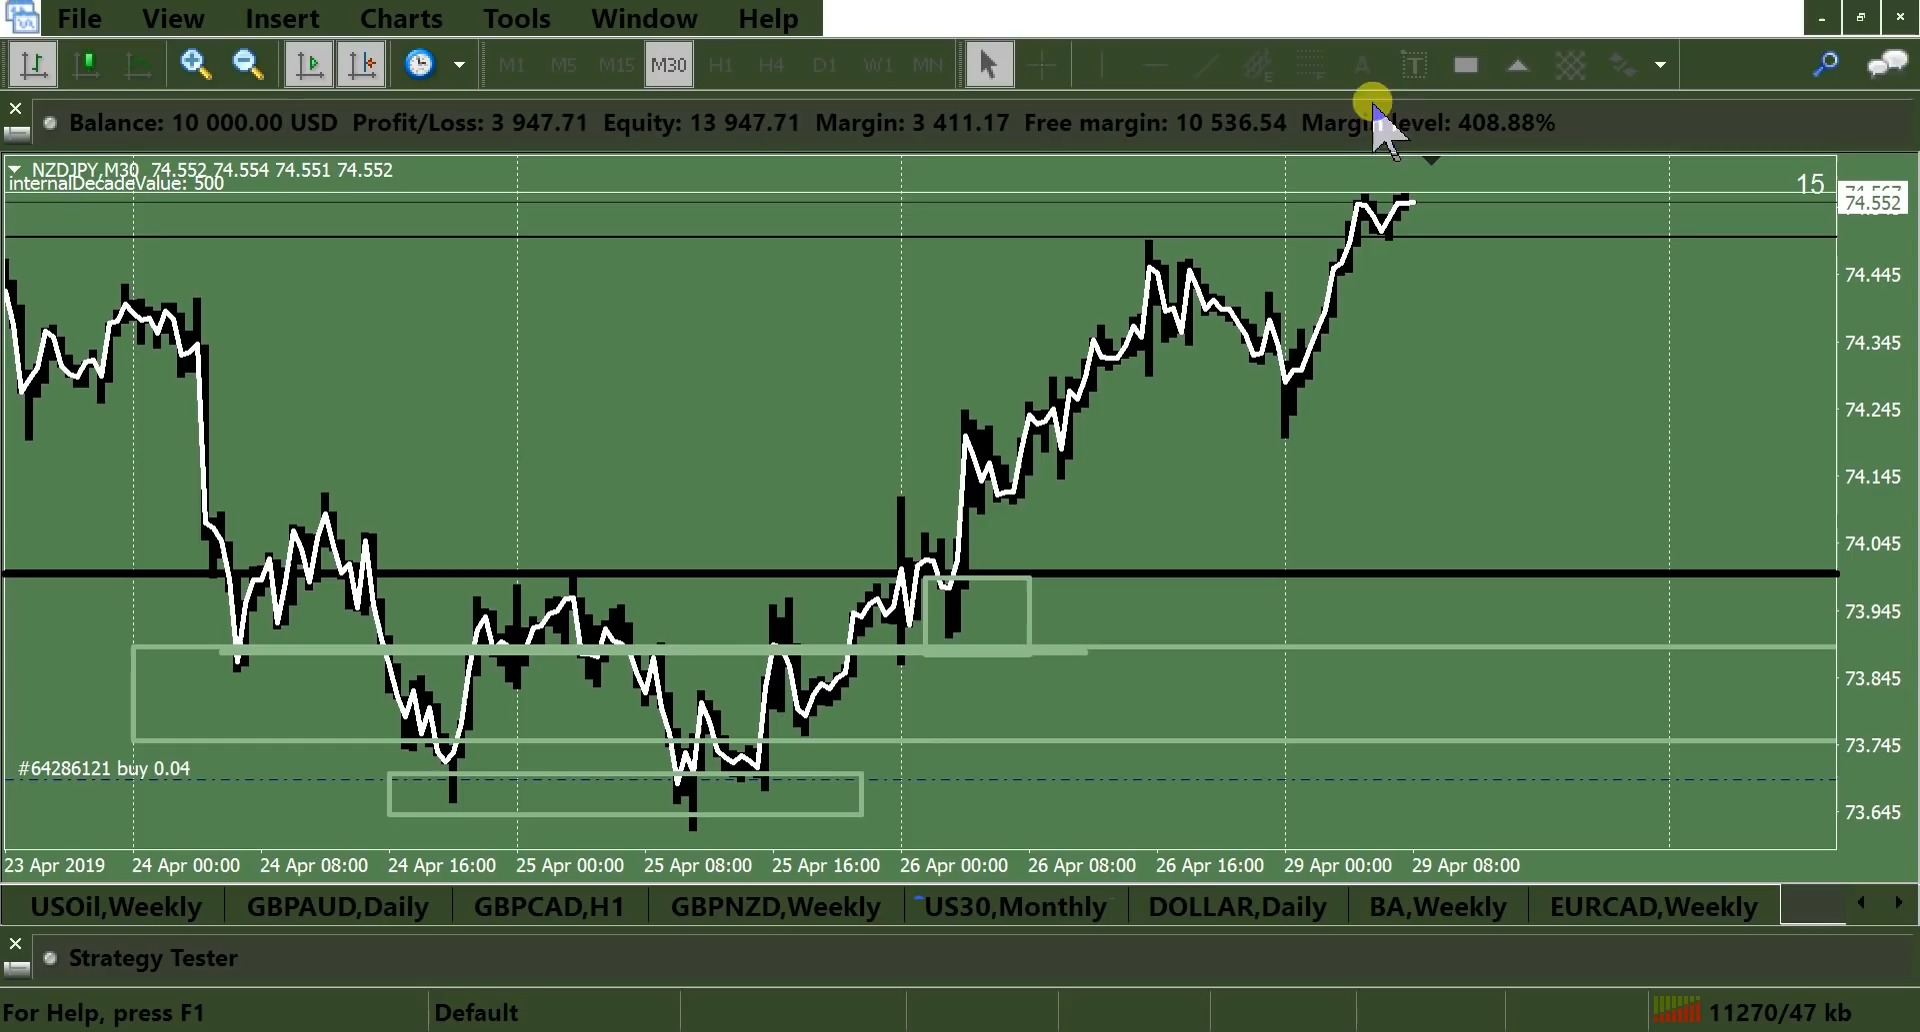 File View Insert Charts Tools Window Help
M1 M5 M15 M30 H1 H4 D1 W1 MN
Balance: 10 000.00 USD Profit/Loss: 3 947.71 Equity: 13 947.71 Margin: 3 411.17 Free margin: 10 536.54 Margin level: 408.88%
NZDJPY,M30 74.552 74.554 74.551 74.552
internalDecadeValue: 500
15
74.567
74.552
74.445
74.345
74.245
74.145
74.045
73.945
73.845
73.745
#64286121 buy 0.04
73.645
23 Apr 2019 24 Apr 00:00 24 Apr 08:00 24 Apr 16:00 25 Apr 00:00 25 Apr 08:00 25 Apr 16:00 26 Apr 00:00 26 Apr 08:00 26 Apr 16:00 29 Apr 00:00 29 Apr 08:00
USOil,Weekly GBPAUD,Daily GBPCAD,H1 GBPNZD,Weekly US30,Monthly DOLLAR,Daily BA,Weekly EURCAD,Weekly
Strategy Tester
For Help, press F1 Default 11270/47 kb